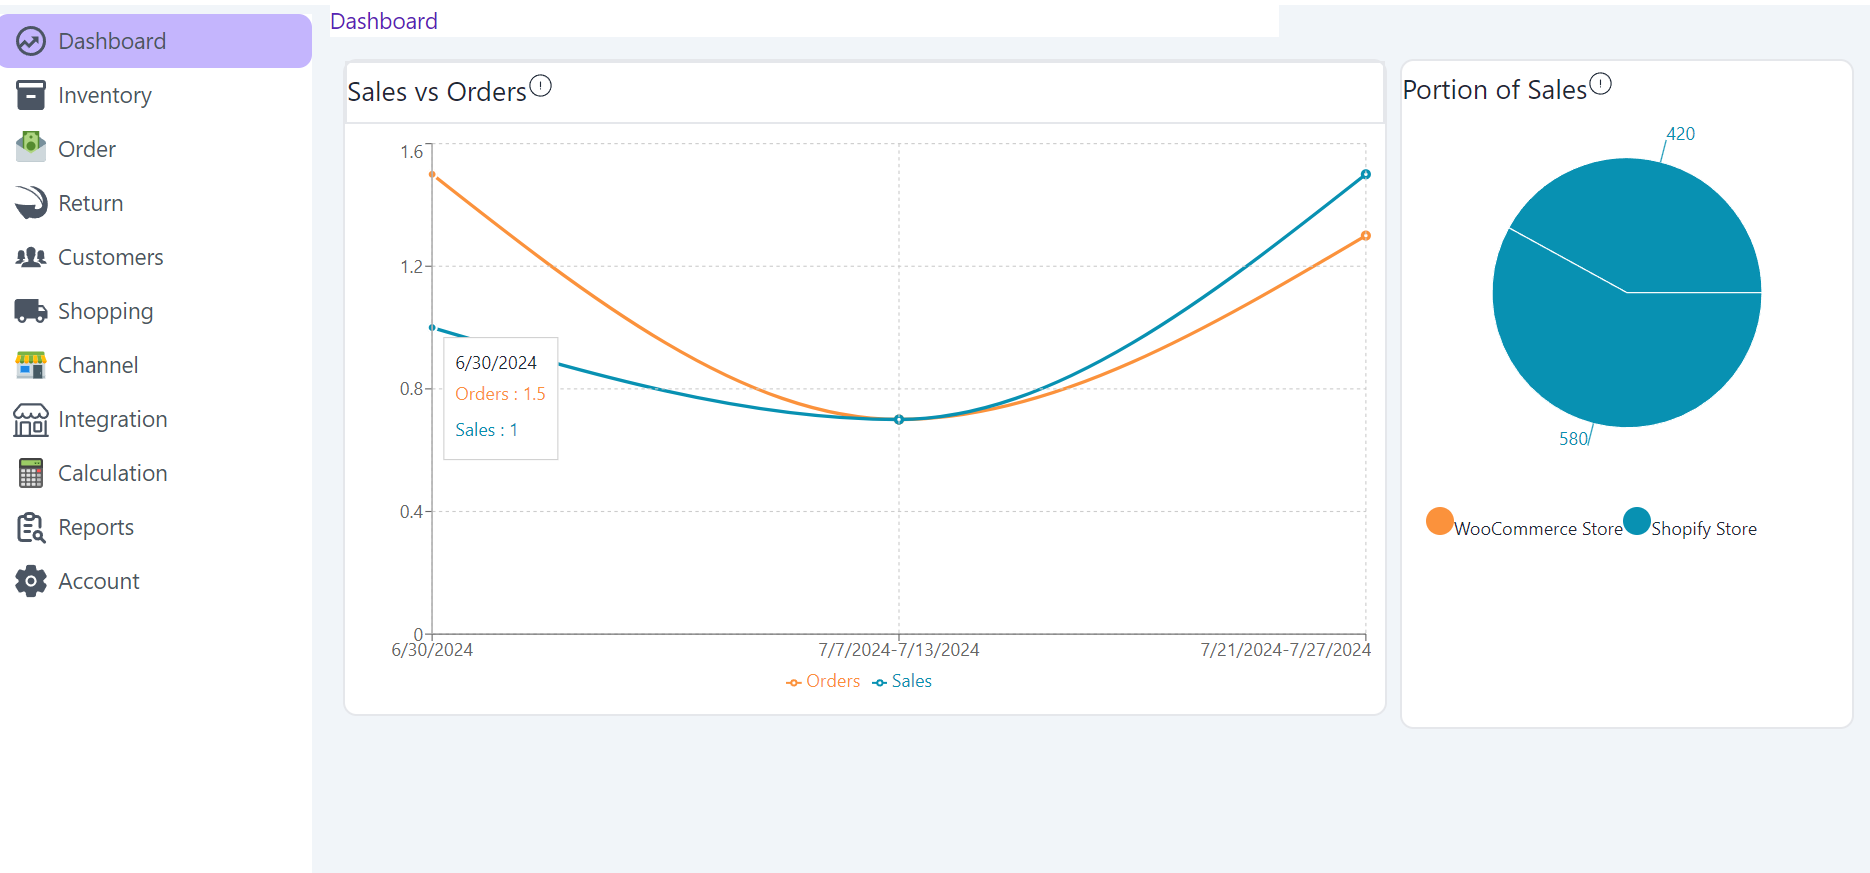 Dashboard
Inventory
Order
Return
Customers
Shopping
Channel
Integration
Calculation
Reports
Account
Dashboard
Sales vs Orders
1.6
1.2
0.8
0.4
0
6/30/2024
Orders : 1.5
Sales : 1
6/30/2024
7/7/2024-7/13/2024
7/21/2024-7/27/2024
Orders
Sales
Portion of Sales
420
580
WooCommerce Store
Shopify Store